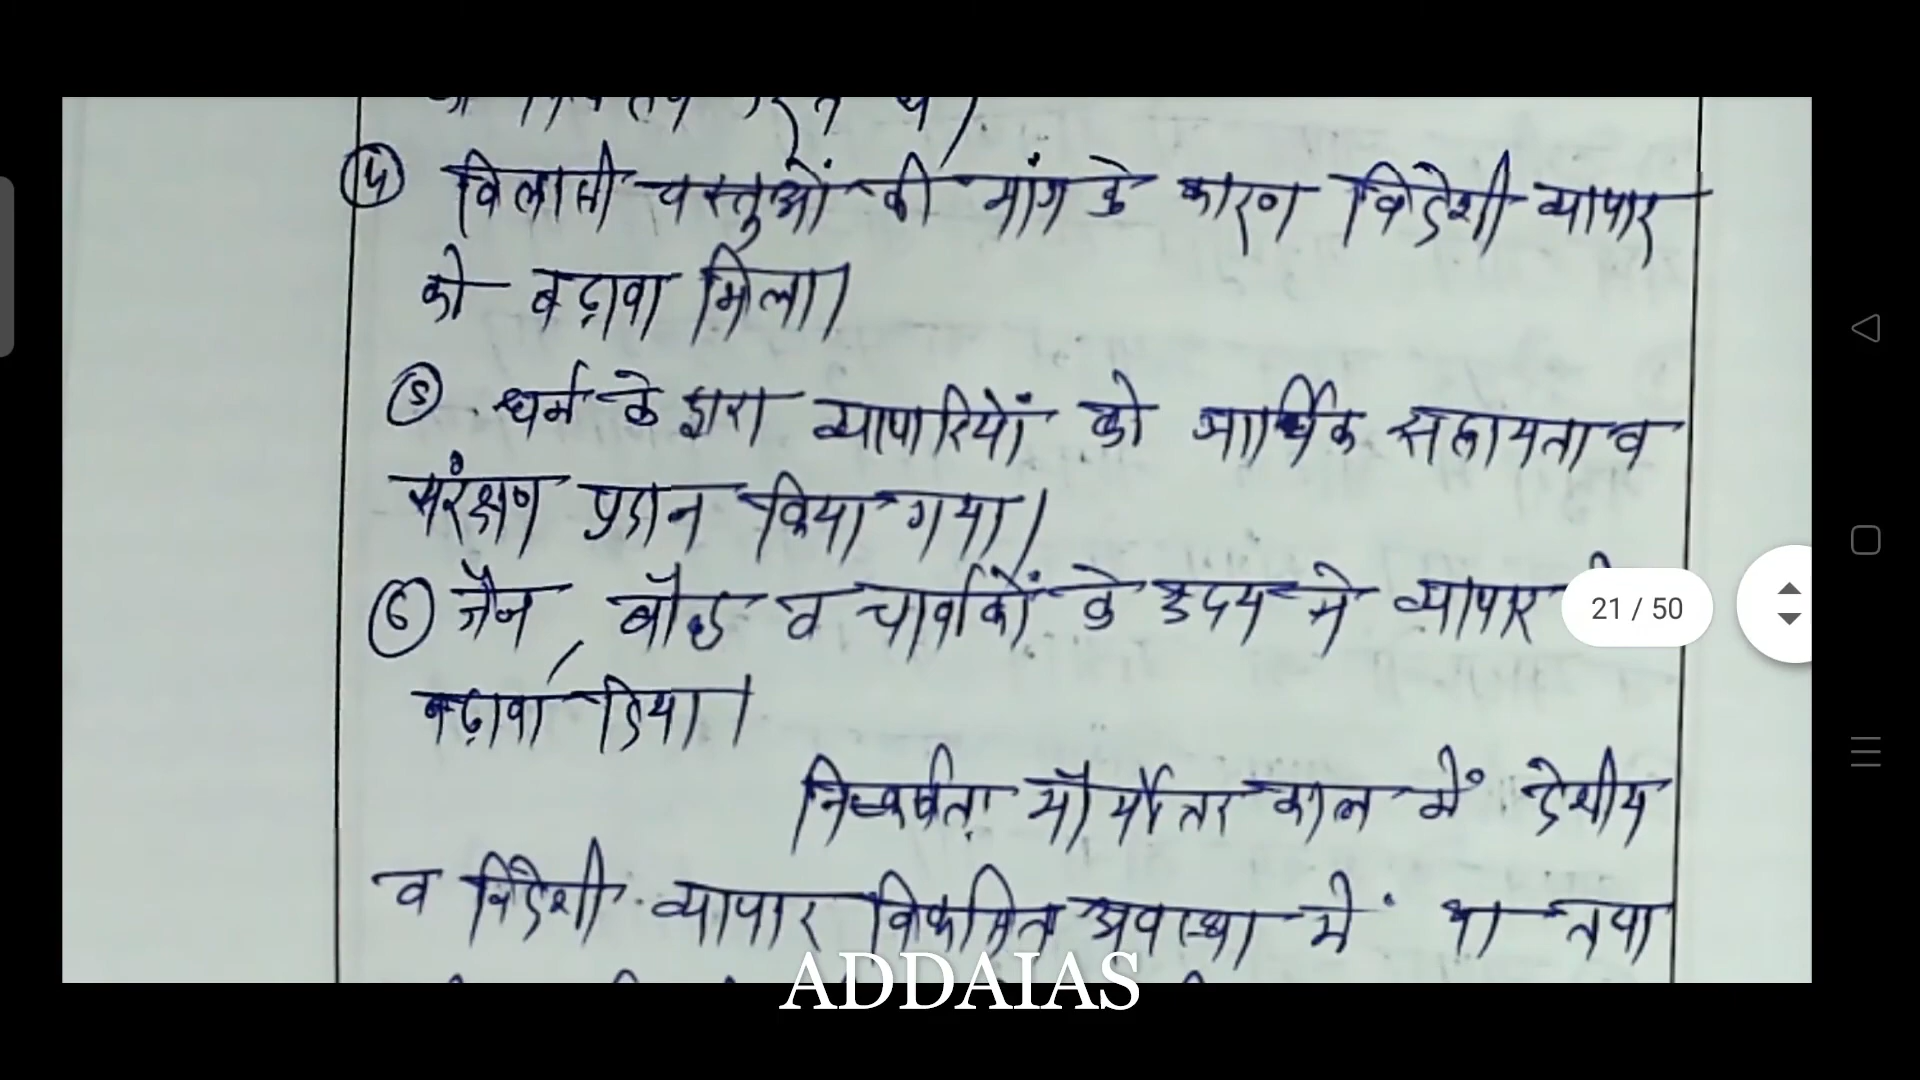 ④ विलासी वस्तुओं की मांग के कारण विदेशी व्यापार
को बढ़ावा मिला।
⑤ धर्म के द्वारा व्यापारियों को आर्थिक सहायता व
संरक्षण प्रदान किया गया।
⑥ जैन, बौद्ध व चार्वाकों के उदय ने व्यापार
21 / 50
बढ़ावा दिया।
निष्कर्षतः मौर्योत्तर काल में देशीय
व विदेशी व्यापार विकसित अवस्था में था तथा
ADDAIAS